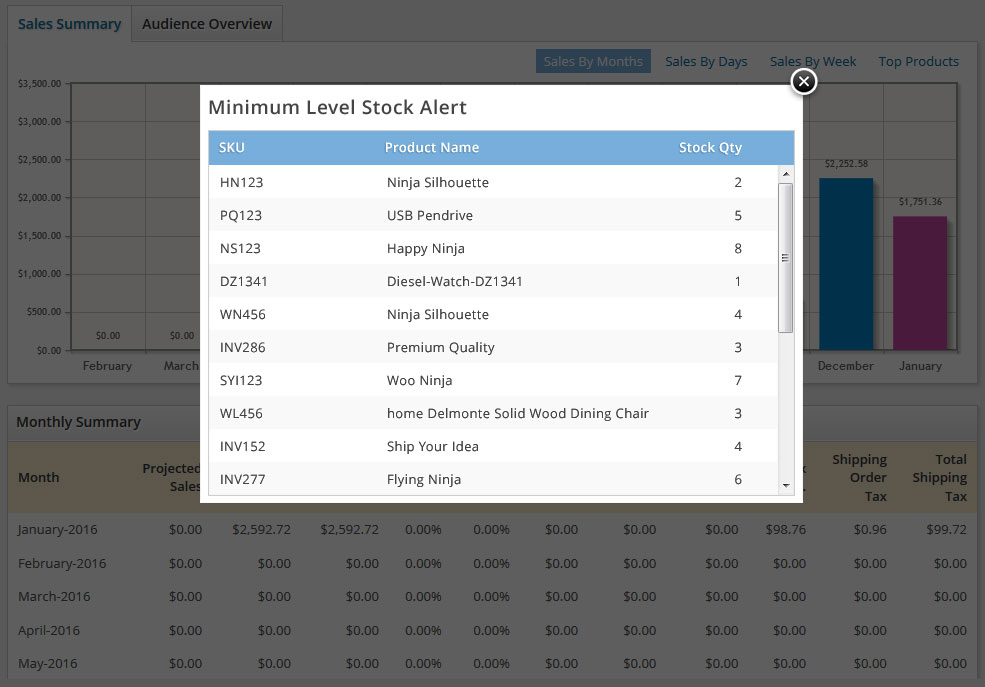 Sales Summary Audience Overview
Sales By Months Sales By Days Sales By Week Top Products
$3,500.00
$3,000.00
$2,500.00
$2,000.00
$1,500.00
$1,000.00
$500.00
$0.00
$0.00 $0.00 $2,252.58 $1,751.36
February March December January
Minimum Level Stock Alert
SKU Product Name Stock Qty
HN123 Ninja Silhouette 2
PQ123 USB Pendrive 5
NS123 Happy Ninja 8
DZ1341 Diesel-Watch-DZ1341 1
WN456 Ninja Silhouette 4
INV286 Premium Quality 3
SYI123 Woo Ninja 7
WL456 home Delmonte Solid Wood Dining Chair 3
INV152 Ship Your Idea 4
INV277 Flying Ninja 6
Monthly Summary
Month Projected Sales Shipping Order Tax Total Shipping Tax
January-2016 $0.00 $2,592.72 $2,592.72 0.00% 0.00% $0.00 $0.00 $0.00 $98.76 $0.96 $99.72
February-2016 $0.00 $0.00 $0.00 0.00% 0.00% $0.00 $0.00 $0.00 $0.00 $0.00 $0.00
March-2016 $0.00 $0.00 $0.00 0.00% 0.00% $0.00 $0.00 $0.00 $0.00 $0.00 $0.00
April-2016 $0.00 $0.00 $0.00 0.00% 0.00% $0.00 $0.00 $0.00 $0.00 $0.00 $0.00
May-2016 $0.00 $0.00 $0.00 0.00% 0.00% $0.00 $0.00 $0.00 $0.00 $0.00 $0.00